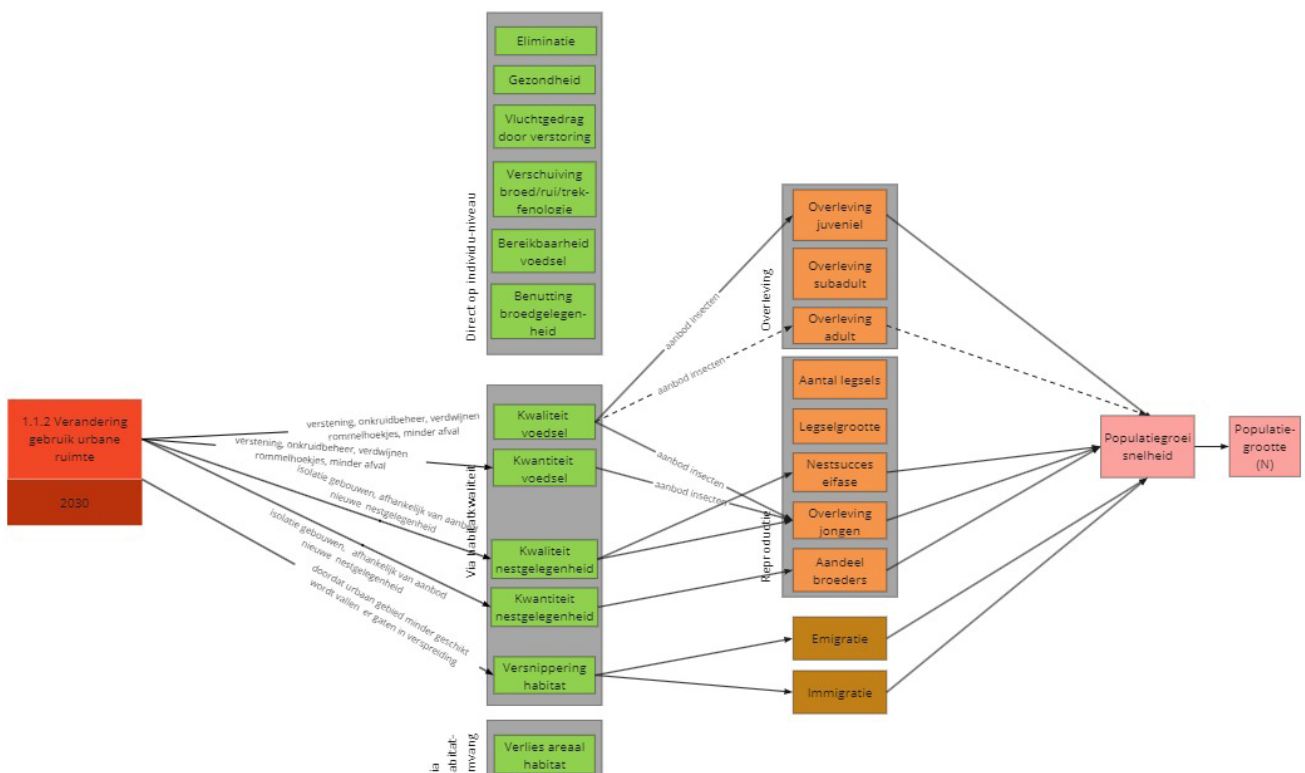 Eliminatie
Gezondheid
Vluchtgedrag
door verstoring
Verschuiving
broed/rui/trek-
fenologie
Bereikbaarheid
voedsel
Benutting
broedgelegen-
heid
Direct op individu-niveau
1.1.2 Verandering
gebruik urbane
ruimte
2030
verstening, onkruidbeheer, verdwijnen
rommelhoekjes, minder afval
verstening, onkruidbeheer, verdwijnen
rommelhoekjes, minder afval
isolatie gebouwen, afhankelijk van aanbod
nieuwe nestgelegenheid
isolatie gebouwen, afhankelijk van aanbod
nieuwe nestgelegenheid
doordat urbaan gebied minder geschikt
wordt vallen er gaten in verspreiding
Via habitatkwaliteit
Kwaliteit
voedsel
Kwantiteit
voedsel
Kwaliteit
nestgelegenheid
Kwantiteit
nestgelegenheid
Versnippering
habitat
ia
abitat-
mvang
Verlies areaal
habitat
aanbod insecten
aanbod insecten
aanbod insecten
aanbod insecten
Overleving
Overleving
juveniel
Overleving
subadult
Overleving
adult
Reproductie
Aantal legsels
Legselgrootte
Nestsucces
eifase
Overleving
jongen
Aandeel
broeders
Emigratie
Immigratie
Populatiegroei
snelheid
Populatie-
grootte
(N)